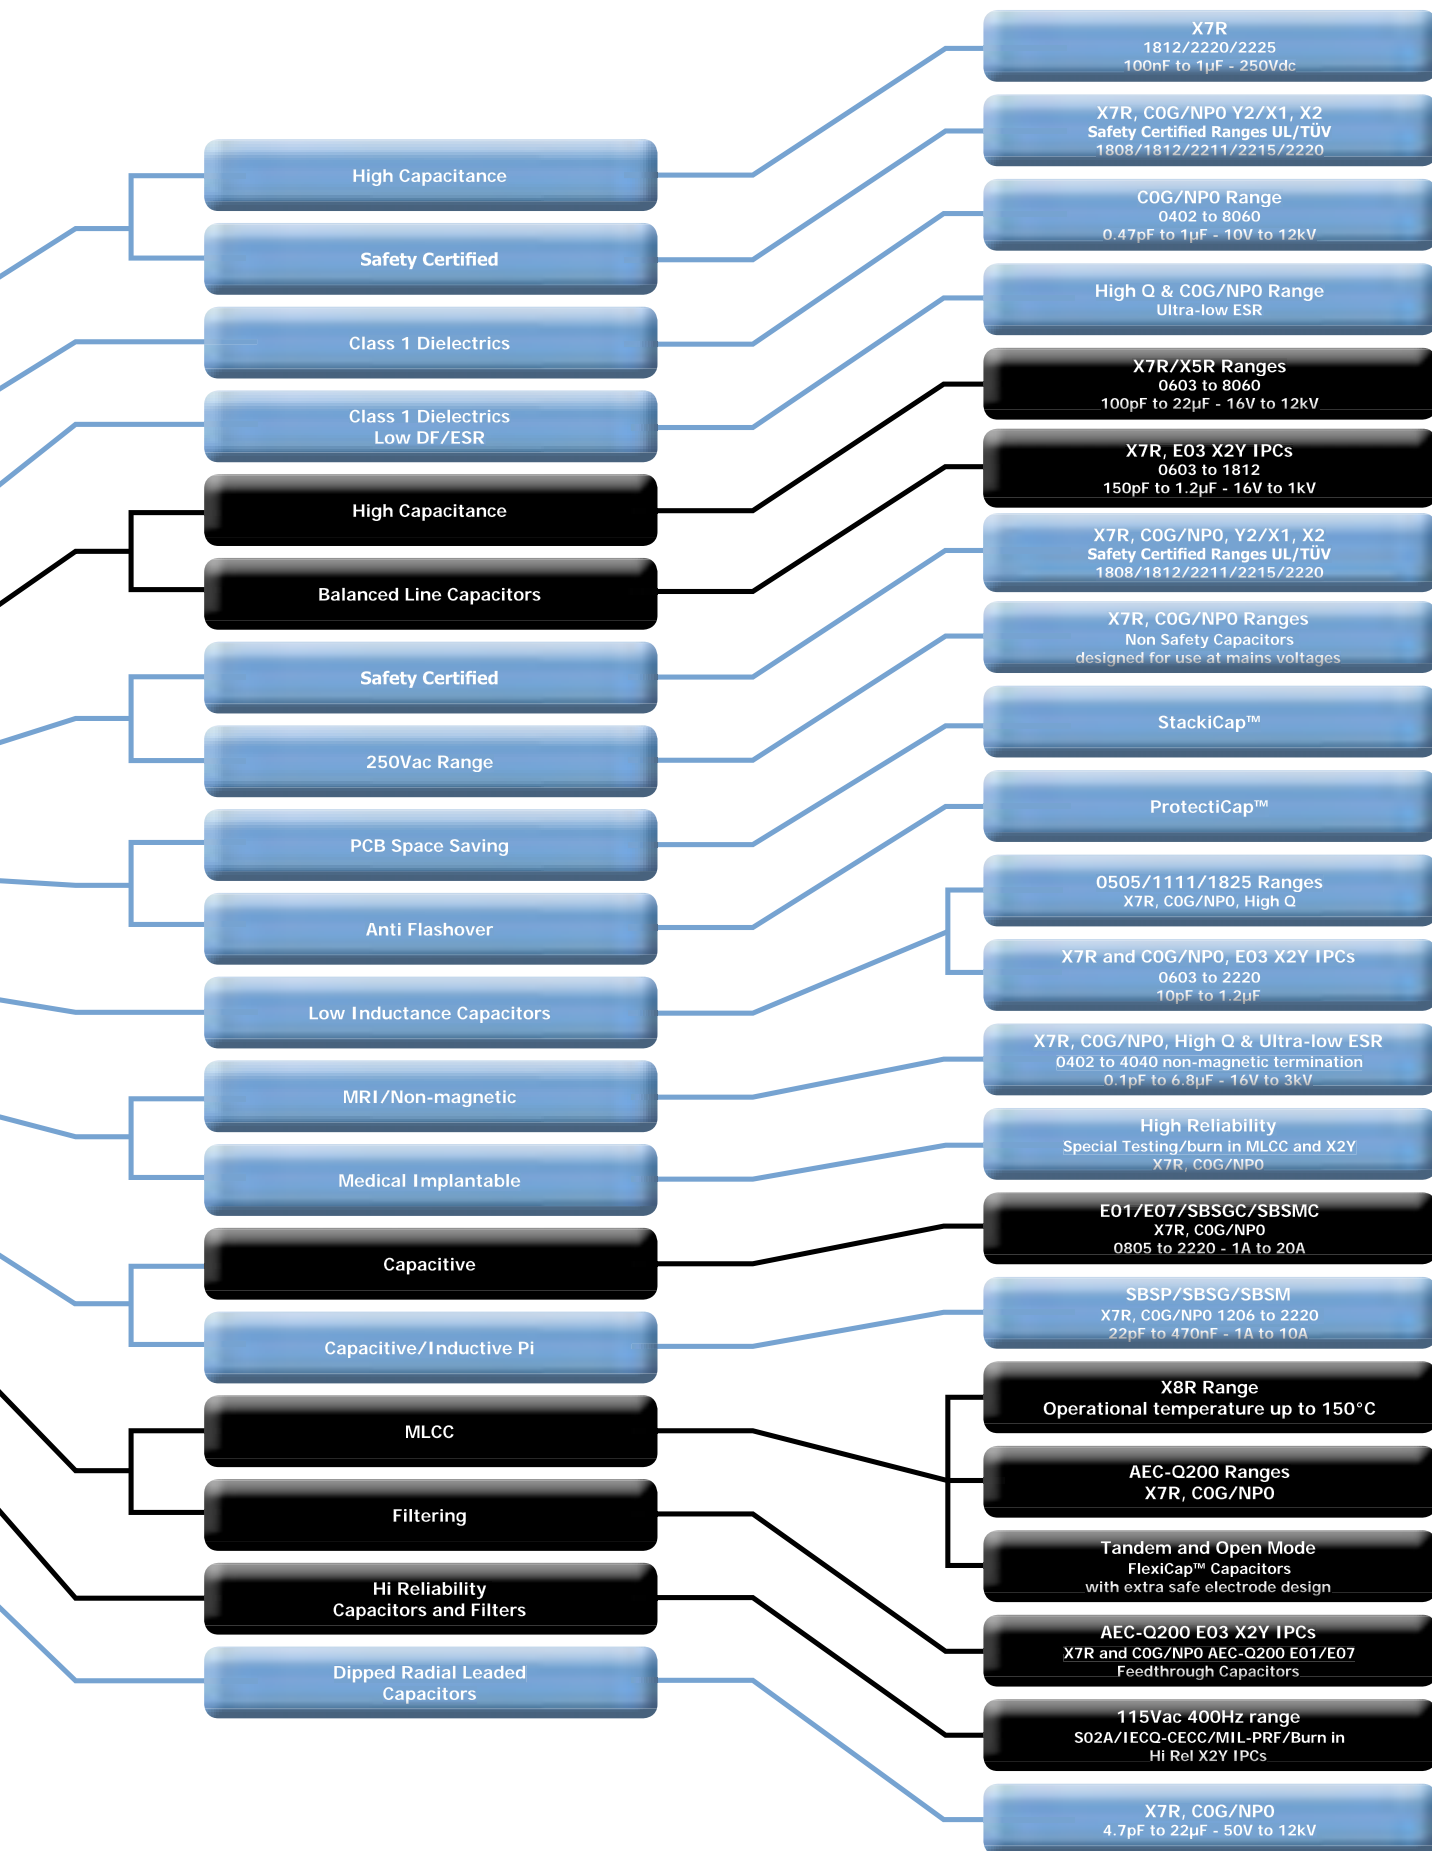 High Capacitance
Safety Certified
Class 1 Dielectrics
Class 1 Dielectrics
Low DF/ESR
High Capacitance
Balanced Line Capacitors
Safety Certified
250Vac Range
PCB Space Saving
Anti Flashover
Low Inductance Capacitors
MRI/Non-magnetic
Medical Implantable
Capacitive
Capacitive/Inductive Pi
MLCC
Filtering
Hi Reliability
Capacitors and Filters
Dipped Radial Leaded
Capacitors
X7R
1812/2220/2225
100nF to 1µF - 250Vdc
X7R, C0G/NP0 Y2/X1, X2
Safety Certified Ranges UL/TÜV
1808/1812/2211/2215/2220
C0G/NP0 Range
0402 to 8060
0.47pF to 1µF - 10V to 12kV
High Q & C0G/NP0 Range
Ultra-low ESR
X7R/X5R Ranges
0603 to 8060
100pF to 22µF - 16V to 12kV
X7R, E03 X2Y IPCs
0603 to 1812
150pF to 1.2µF - 16V to 1kV
X7R, C0G/NP0, Y2/X1, X2
Safety Certified Ranges UL/TÜV
1808/1812/2211/2215/2220
X7R, C0G/NP0 Ranges
Non Safety Capacitors
designed for use at mains voltages
StackiCap™
ProtectiCap™
0505/1111/1825 Ranges
X7R, C0G/NP0, High Q
X7R and C0G/NP0, E03 X2Y IPCs
0603 to 2220
10pF to 1.2µF
X7R, C0G/NP0, High Q & Ultra-low ESR
0402 to 4040 non-magnetic termination
0.1pF to 6.8µF - 16V to 3kV
High Reliability
Special Testing/burn in MLCC and X2Y
X7R, C0G/NP0
E01/E07/SBSGC/SBSMC
X7R, C0G/NP0
0805 to 2220 - 1A to 20A
SBSP/SBSG/SBSM
X7R, C0G/NP0 1206 to 2220
22pF to 470nF - 1A to 10A
X8R Range
Operational temperature up to 150°C
AEC-Q200 Ranges
X7R, C0G/NP0
Tandem and Open Mode
FlexiCap™ Capacitors
with extra safe electrode design
AEC-Q200 E03 X2Y IPCs
X7R and C0G/NP0 AEC-Q200 E01/E07
Feedthrough Capacitors
115Vac 400Hz range
S02A/IECQ-CECC/MIL-PRF/Burn in
Hi Rel X2Y IPCs
X7R, C0G/NP0
4.7pF to 22µF - 50V to 12kV